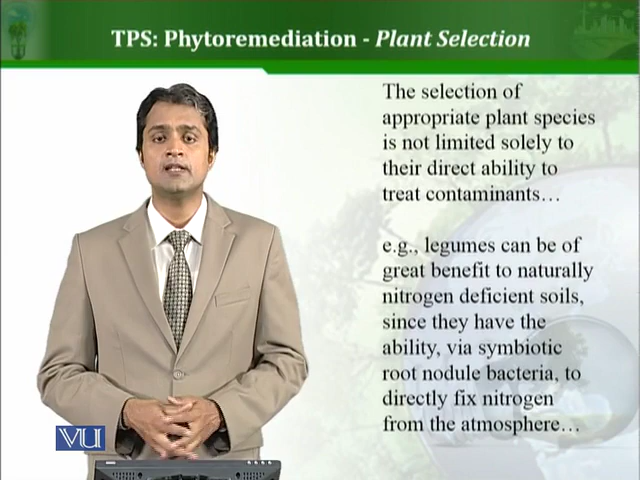 TPS: Phytoremediation - Plant Selection
The selection of
appropriate plant species
is not limited solely to
their direct ability to
treat contaminants…
e.g., legumes can be of
great benefit to naturally
nitrogen deficient soils,
since they have the
ability, via symbiotic
root nodule bacteria, to
directly fix nitrogen
from the atmosphere…
VU